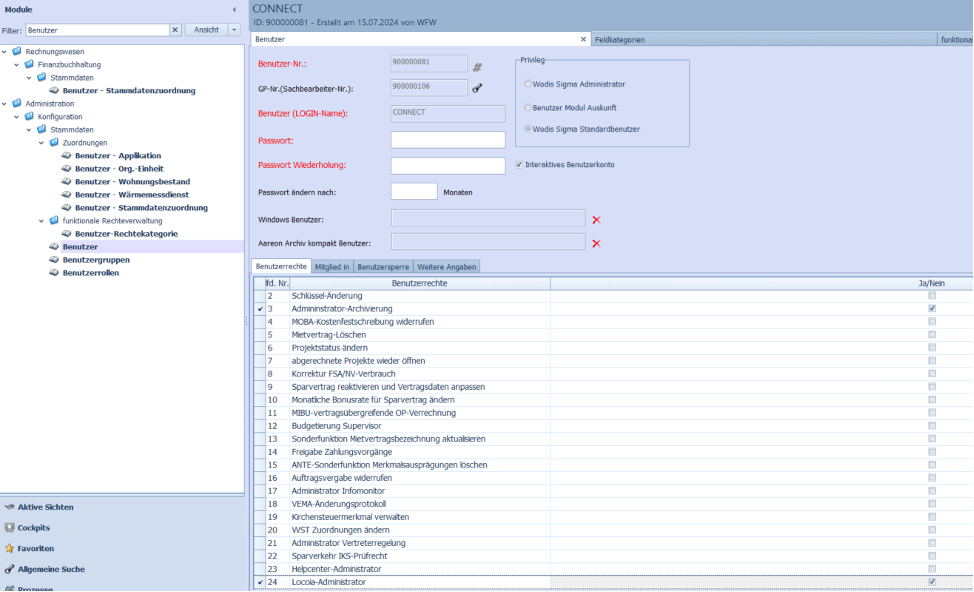 Module
Filter: Benutzer
Ansicht
Rechnungswesen
Finanzbuchhaltung
Stammdaten
Benutzer - Stammdatenzuordnung
Administration
Konfiguration
Stammdaten
Zuordnungen
Benutzer - Applikation
Benutzer - Org.-Einheit
Benutzer - Wohnungsbestand
Benutzer - Wärmemessdienst
Benutzer - Stammdatenzuordnung
funktionale Rechteverwaltung
Benutzer-Rechtekategorie
Benutzer
Benutzergruppen
Benutzerrollen
Aktive Sichten
Cockpits
Favoriten
Allgemeine Suche
Prozesse
CONNECT
ID: 900000081 - Erstellt am 15.07.2024 von WFW
Benutzer
Feldkategorien
funktional
Benutzer-Nr.: 900000081
GP-Nr.(Sachbearbeiter-Nr.): 900000106
Benutzer (LOGIN-Name): CONNECT
Passwort:
Passwort Wiederholung:
Passwort ändern nach: Monaten
Windows Benutzer:
Aareon Archiv kompakt Benutzer:
Privileg
Wodis Sigma Administrator
Benutzer Modul Auskunft
Wodis Sigma Standardbenutzer
Interaktives Benutzerkonto
Benutzerrechte Mitglied in Benutzersperre Weitere Angaben
lfd. Nr. Benutzerrechte Ja/Nein
2 Schlüssel-Änderung
3 Admininstrator-Archivierung
4 MOBA-Kostenfestschreibung widerrufen
5 Mietvertrag-Löschen
6 Projektstatus ändern
7 abgerechnete Projekte wieder öffnen
8 Korrektur FSA/NV-Verbrauch
9 Sparvertrag reaktivieren und Vertragsdaten anpassen
10 Monatliche Bonusrate für Sparvertrag ändern
11 MIBU-vertragsübergreifende OP-Verrechnung
12 Budgetierung Supervisor
13 Sonderfunktion Mietvertragsbezeichnung aktualisieren
14 Freigabe Zahlungsvorgänge
15 ANTE-Sonderfunktion Merkmalsausprägungen löschen
16 Auftragsvergabe widerrufen
17 Administrator Infomonitor
18 VEMA-Änderungsprotokoll
19 Kirchensteuermerkmal verwalten
20 WST Zuordnungen ändern
21 Administrator Vertreterregelung
22 Sparverkehr IKS-Prüfrecht
23 Helpcenter-Administrator
24 Locoia-Administrator